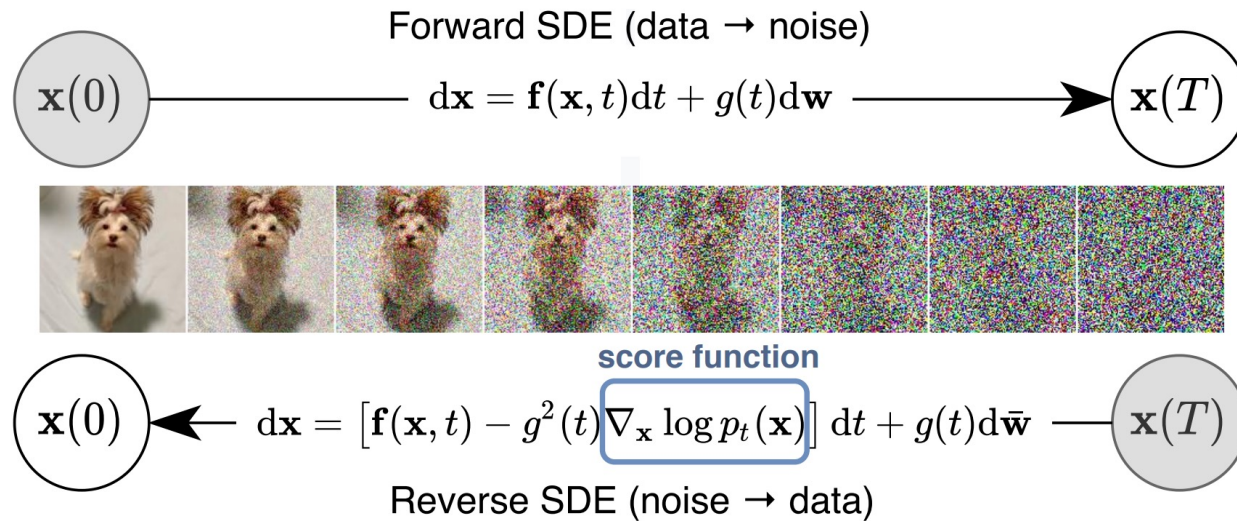 Forward SDE (data → noise)
x(0) dx = f(x, t)dt + g(t)dw x(T)
score function
x(0) dx = [f(x, t) − g²(t)∇ₓ log pₜ(x)] dt + g(t)dw̄ x(T)
Reverse SDE (noise → data)